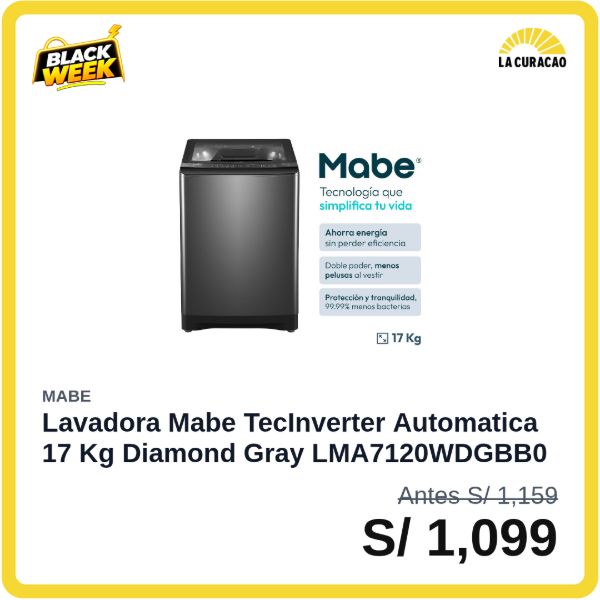 BLACK
WEEK
LA CURACAO
Mabe®
Tecnología que
simplifica tu vida
Ahorra energía
sin perder eficiencia
Doble poder, menos
pelusas al vestir
Protección y tranquilidad,
99.99% menos bacterias
17 Kg
MABE
Lavadora Mabe TecInverter Automatica
17 Kg Diamond Gray LMA7120WDGBB0
Antes S/ 1,159
S/ 1,099